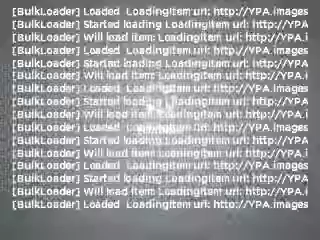 [BulkLoader] Loaded LoadingItem url: http://YPA.images
[BulkLoader] Started loading LoadingItem url: http://YPA
[BulkLoader] Will load item: LoadingItem url: http://YPA.i
[BulkLoader] Loaded LoadingItem url: http://YPA.images
[BulkLoader] Started loading LoadingItem url: http://YPA
[BulkLoader] Will load item: LoadingItem url: http://YPA.i
[BulkLoader] Loaded LoadingItem url: http://YPA.images
[BulkLoader] Started loading LoadingItem url: http://YPA
[BulkLoader] Will load item: LoadingItem url: http://YPA.i
[BulkLoader] Loaded LoadingItem url: http://YPA.images
[BulkLoader] Started loading LoadingItem url: http://YPA
[BulkLoader] Will load item: LoadingItem url: http://YPA.i
[BulkLoader] Loaded LoadingItem url: http://YPA.images
[BulkLoader] Started loading LoadingItem url: http://YPA
[BulkLoader] Will load item: LoadingItem url: http://YPA.i
[BulkLoader] Loaded LoadingItem url: http://YPA.images